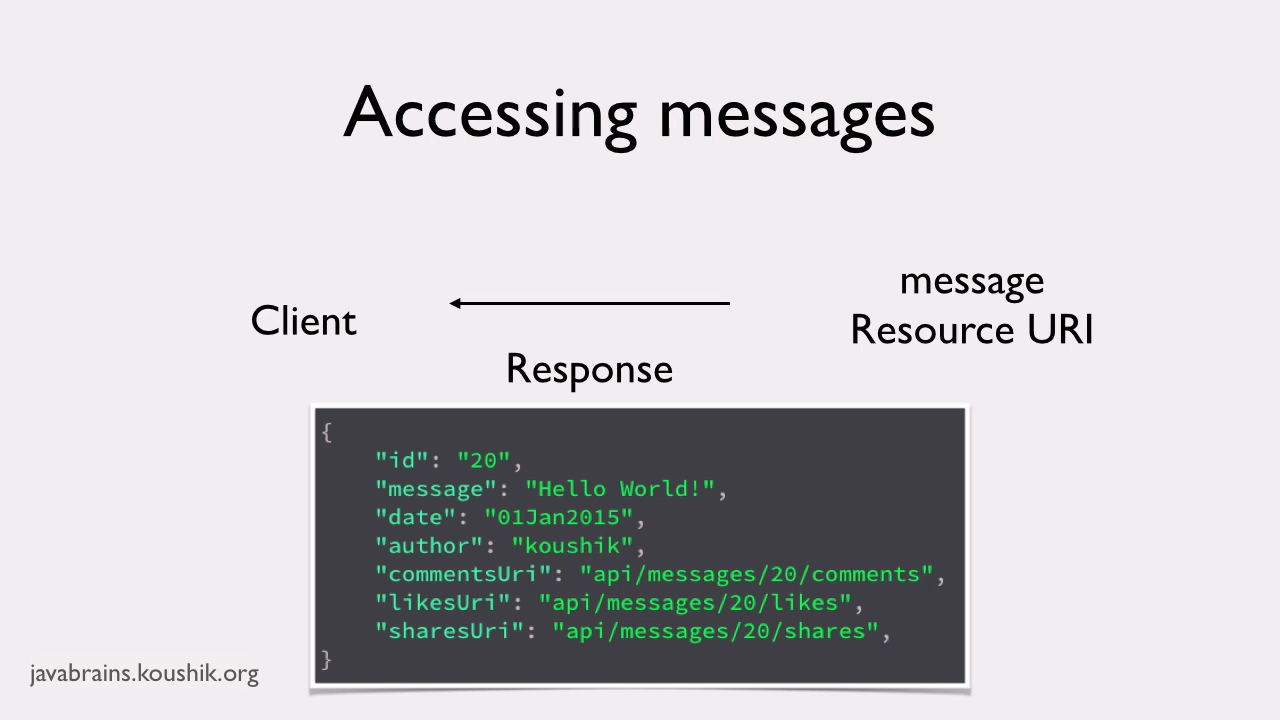 Accessing messages
Client
message
Resource URI
Response
{
    "id": "20",
    "message": "Hello World!",
    "date": "01Jan2015",
    "author": "koushik",
    "commentsUri": "api/messages/20/comments",
    "likesUri": "api/messages/20/likes",
    "sharesUri": "api/messages/20/shares",
}
javabrains.koushik.org